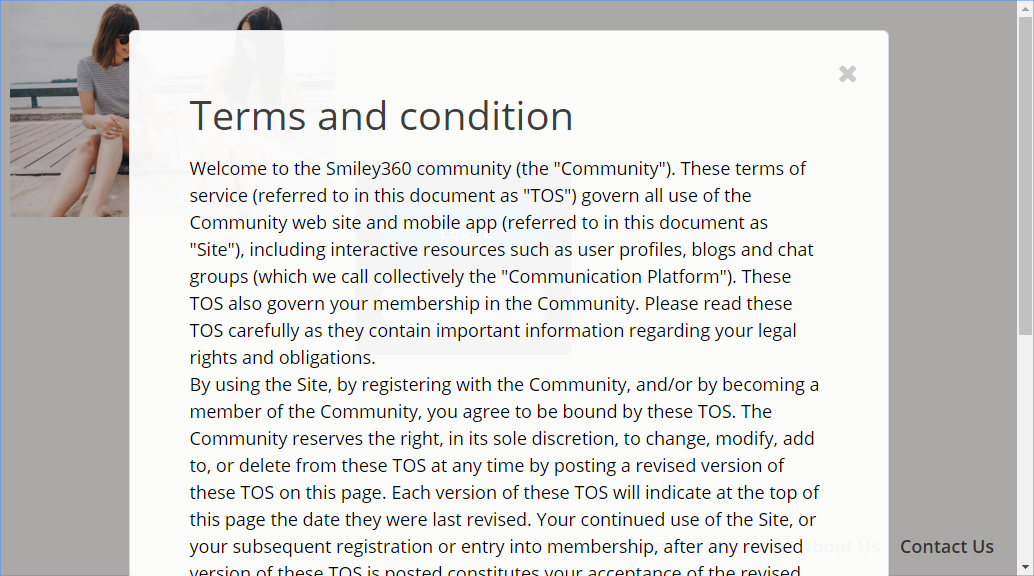 Terms and condition
Welcome to the Smiley360 community (the "Community"). These terms of
service (referred to in this document as "TOS") govern all use of the
Community web site and mobile app (referred to in this document as
"Site"), including interactive resources such as user profiles, blogs and chat
groups (which we call collectively the "Communication Platform"). These
TOS also govern your membership in the Community. Please read these
TOS carefully as they contain important information regarding your legal
rights and obligations.
By using the Site, by registering with the Community, and/or by becoming a
member of the Community, you agree to be bound by these TOS. The
Community reserves the right, in its sole discretion, to change, modify, add
to, or delete from these TOS at any time by posting a revised version of
these TOS on this page. Each version of these TOS will indicate at the top of
this page the date they were last revised. Your continued use of the Site, or
your subsequent registration or entry into membership, after any revised
version of these TOS is posted constitutes your acceptance of the revised
About Us Contact Us